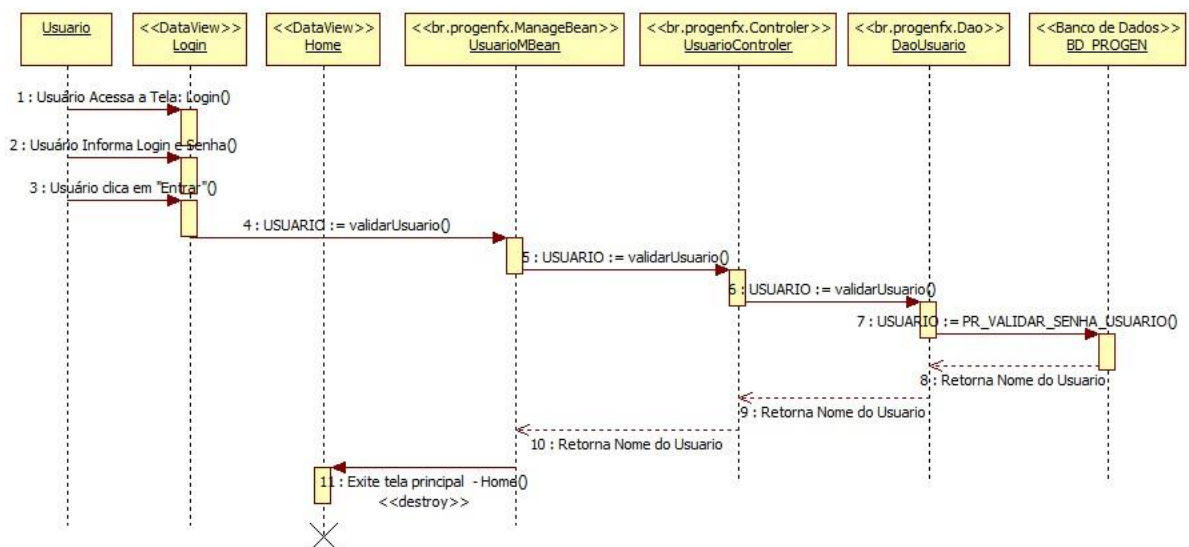 Usuario
<<DataView>>
Login
<<DataView>>
Home
<<br.progenfx.ManageBean>>
UsuarioMBean
<<br.progenfx.Controler>>
UsuarioControler
<<br.progenfx.Dao>>
DaoUsuario
<<Banco de Dados>>
BD_PROGEN
1 : Usuário Acessa a Tela: Login()
2 : Usuário Informa Login e Senha()
3 : Usuário clica em "Entrar"()
4 : USUARIO := validarUsuario()
5 : USUARIO := validarUsuario()
6 : USUARIO := validarUsuario()
7 : USUARIO := PR_VALIDAR_SENHA_USUARIO()
8 : Retorna Nome do Usuario
9 : Retorna Nome do Usuario
10 : Retorna Nome do Usuario
11 : Exite tela principal - Home()
<<destroy>>